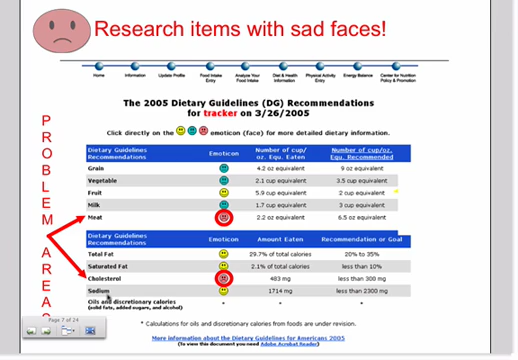 Research items with sad faces!
Home Information Update Profile Food Intake Entry Analyze Your Food Intake Diet & Health Information Physical Activity Entry Energy Balance Center for Nutrition Policy & Promotion
The 2005 Dietary Guidelines (DG) Recommendations
for tracker on 3/26/2005
Click directly on the emoticon (face) for more detailed dietary information.
PROBLEM AREAS
Dietary Guidelines Recommendations Emoticon Number of cup/ oz. Equ. Eaten Number of cup/oz. Equ. Recommended
Grain 4.2 oz equivalent 9 oz equivalent
Vegetable 2.1 cup equivalent 3.5 cup equivalent
Fruit 5.9 cup equivalent 2 cup equivalent
Milk 1.7 cup equivalent 3 cup equivalent
Meat 2.2 oz equivalent 6.5 oz equivalent
Dietary Guidelines Recommendations Emoticon Amount Eaten Recommendation or Goal
Total Fat 29.7% of total calories 20% to 35%
Saturated Fat 2.1% of total calories less than 10%
Cholesterol 483 mg less than 300 mg
Sodium 1714 mg less than 2300 mg
Oils and discretionary calories * * *
(solid fats, added sugars, and alcohol)
Page 7 of 24
* Calculations for oils and discretionary calories from foods are under revision.
More information about the Dietary Guidelines for Americans 2005
(To view this document you need Adobe Acrobat Reader)